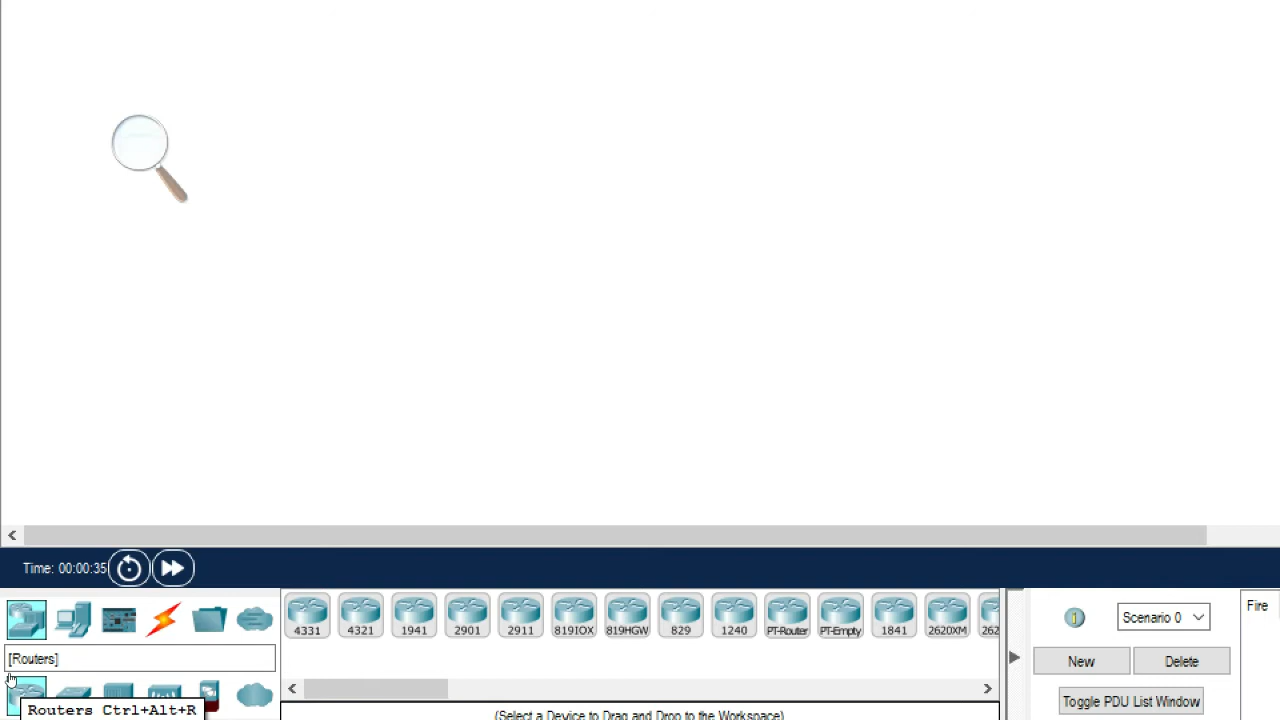 Time: 00:00:35
4331 4321 1941 2901 2911 819IOX 819HGW 829 1240 PT-Router PT-Empty 1841 2620XM 262
[Routers]
Routers Ctrl+Alt+R
(Select a Device to Drag and Drop to the Workspace)
Scenario 0
Fire
New Delete
Toggle PDU List Window